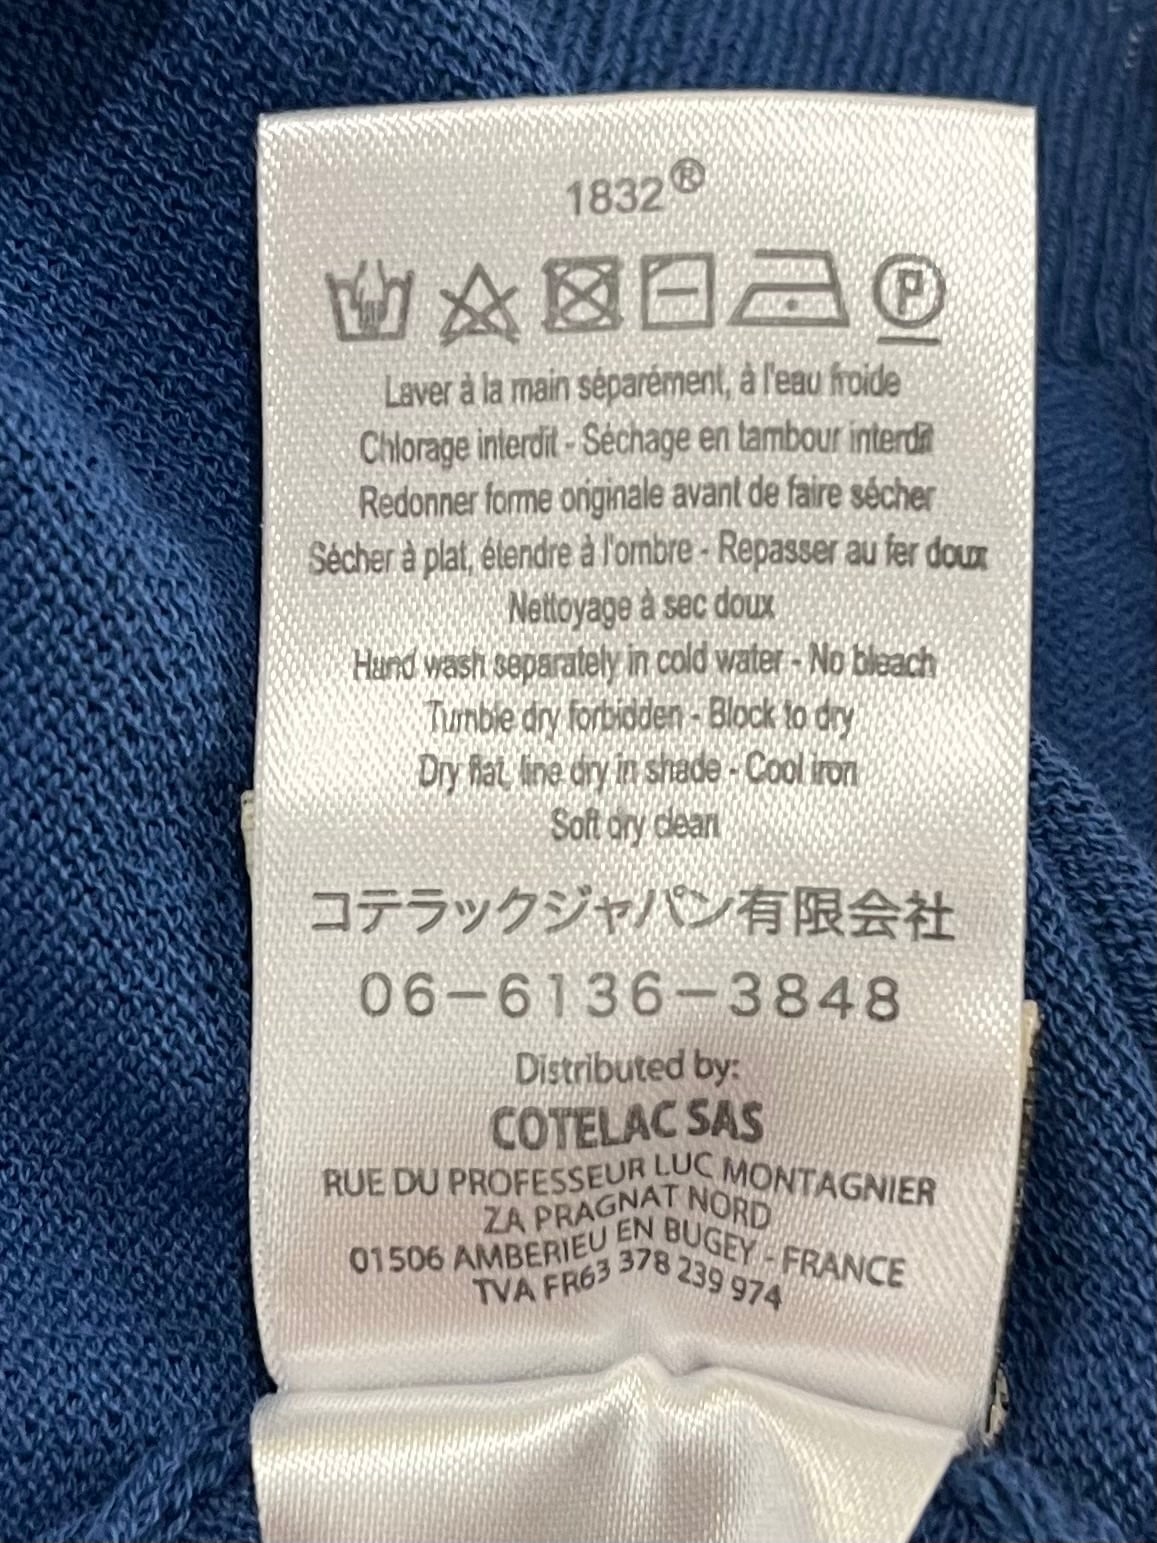 1832®
P
Laver à la main séparément, à l'eau froide
Chlorage interdit - Séchage en tambour interdit
Redonner forme originale avant de faire sécher
Sécher à plat, étendre à l'ombre - Repasser au fer doux
Nettoyage à sec doux
Hand wash separately in cold water - No bleach
Tumble dry forbidden - Block to dry
Dry flat, line dry in shade - Cool iron
Soft dry clean
コテラックジャパン有限会社
06-6136-3848
Distributed by:
COTELAC SAS
RUE DU PROFESSEUR LUC MONTAGNIER
ZA PRAGNAT NORD
01506 AMBERIEU EN BUGEY - FRANCE
TVA FR63 378 239 974